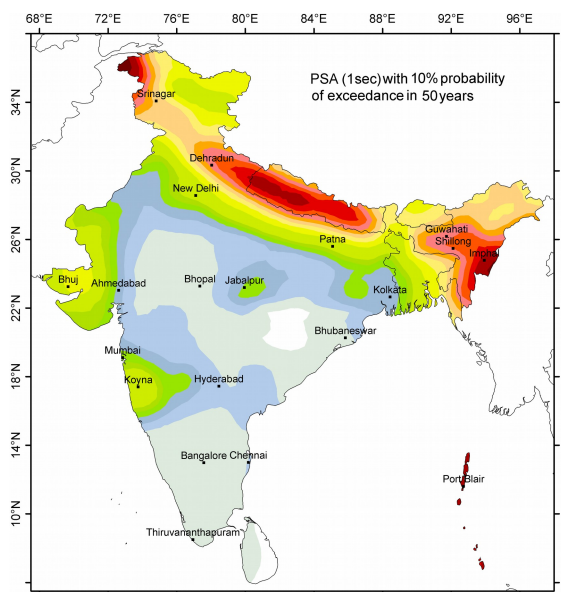 68°E 72°E 76°E 80°E 84°E 88°E 92°E 96°E
PSA (1sec) with 10% probability
of exceedance in 50 years
34°N
Srinagar
30°N
Dehradun
New Delhi
26°N
Patna
Guwahati
Shillong
Imphal
22°N
Bhuj
Ahmedabad
Bhopal
Jabalpur
Kolkata
Bhubaneswar
18°N
Mumbai
Koyna
Hyderabad
14°N
Bangalore Chennai
Port Blair
10°N
Thiruvananthapuram